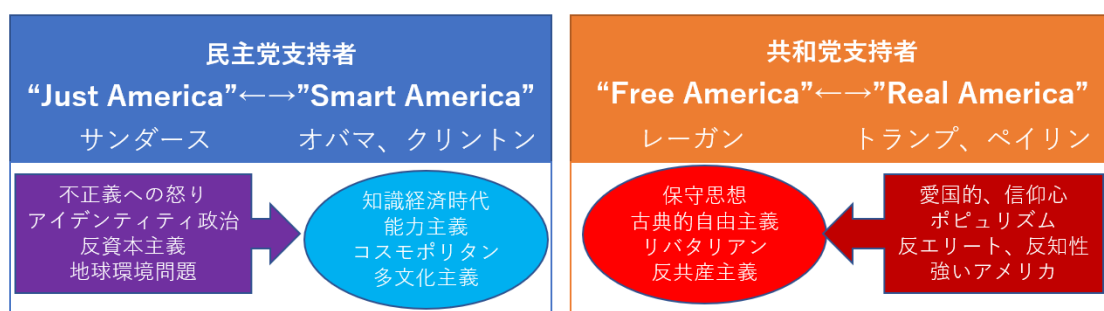 民主党支持者
“Just America”←→”Smart America”
サンダース　オバマ、クリントン
不正義への怒り
アイデンティティ政治
反資本主義
地球環境問題
知識経済時代
能力主義
コスモポリタン
多文化主義
共和党支持者
“Free America”←→”Real America”
レーガン　トランプ、ペイリン
保守思想
古典的自由主義
リバタリアン
反共産主義
愛国的、信仰心
ポピュリズム
反エリート、反知性
強いアメリカ